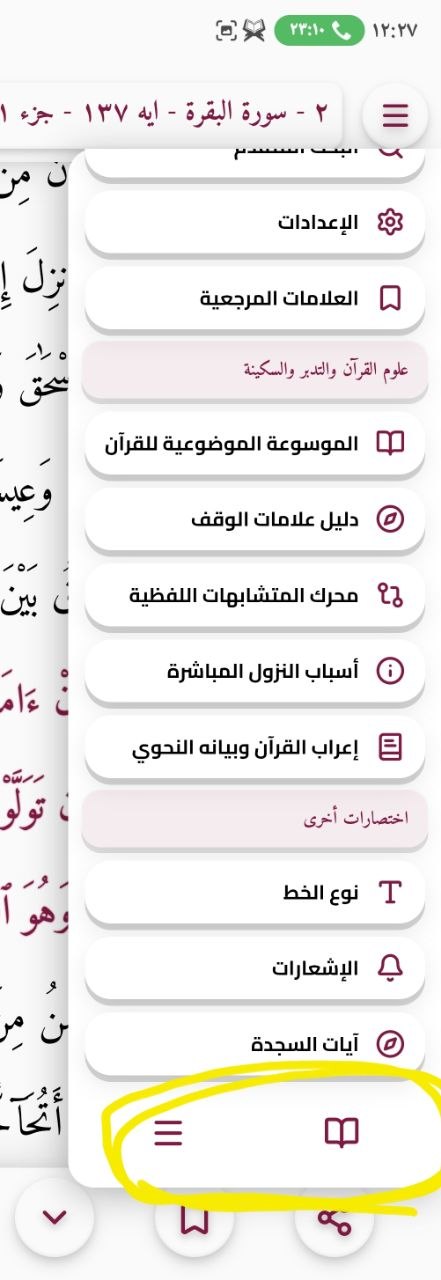 ١٢:٢٧
٢٣:١٠
٢ - سورة البقرة - ايه ١٣٧ - جزء ١
الإعدادات
العلامات المرجعية
علوم القرآن والتدبر والسكينة
الموسوعة الموضوعية للقرآن
دليل علامات الوقف
محرك المتشابهات اللفظية
أسباب النزول المباشرة
إعراب القرآن وبيانه النحوي
اختصارات أخرى
نوع الخط
الإشعارات
آيات السجدة